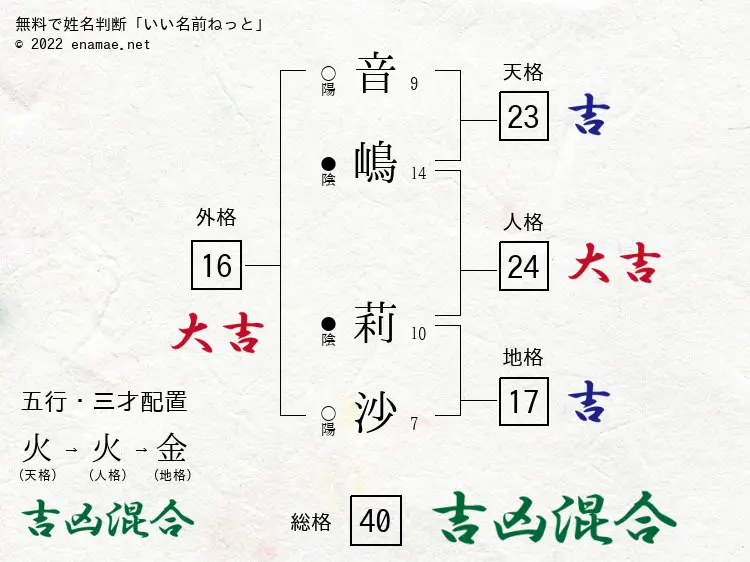 無料で姓名判断「いい名前ねっと」
© 2022 enamae.net
天格
23 吉
○陽 音 9
●陰 嶋 14
外格
16
大吉
人格
24 大吉
●陰 莉 10
○陽 沙 7
地格
17 吉
五行・三才配置
火 → 火 → 金
(天格) (人格) (地格)
吉凶混合
総格 40 吉凶混合